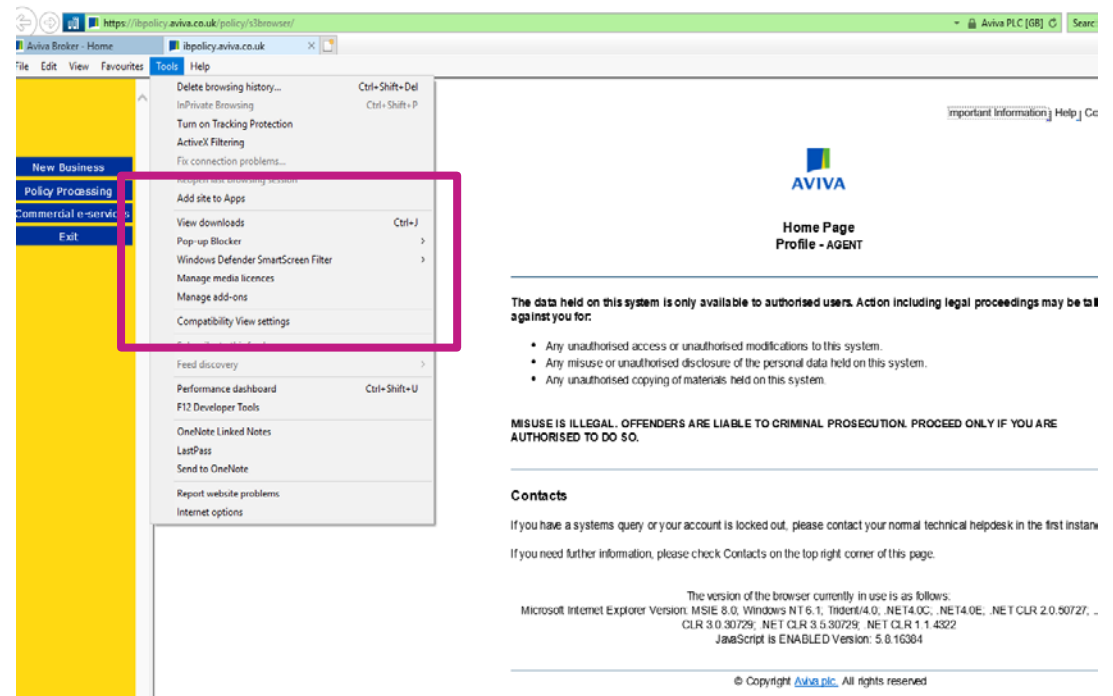 https://ibpolicy.aviva.co.uk/policy/s3browser/
Aviva PLC [GB]
Aviva Broker - Home
ibpolicy.aviva.co.uk
File Edit View Favourites Tools Help
Delete browsing history... Ctrl+Shift+Del
InPrivate Browsing Ctrl+Shift+P
Turn on Tracking Protection
ActiveX Filtering
Fix connection problems...
Reopen last browsing session
Add site to Apps
View downloads Ctrl+J
Pop-up Blocker
Windows Defender SmartScreen Filter
Manage media licences
Manage add-ons
Compatibility View settings
Feed discovery
Performance dashboard Ctrl+Shift+U
F12 Developer Tools
OneNote Linked Notes
LastPass
Send to OneNote
Report website problems
Internet options
New Business
Policy Processing
Commercial e-services
Exit
mportant Information Help
AVIVA
Home Page
Profile - AGENT
The data held on this system is only available to authorised users. Action including legal proceedings may be
against you for:
• Any unauthorised access or unauthorised modifications to this system.
• Any misuse or unauthorised disclosure of the personal data held on this system.
• Any unauthorised copying of materials held on this system.
MISUSE IS ILLEGAL. OFFENDERS ARE LIABLE TO CRIMINAL PROSECUTION. PROCEED ONLY IF YOU ARE
AUTHORISED TO DO SO.
Contacts
If you have a systems query or your account is locked out, please contact your normal technical helpdesk in the first
If you need further information, please check Contacts on the top right corner of this page.
The version of the browser currently in use is as follows:
Microsoft Internet Explorer Version: MSIE 8.0; Windows NT 6.1; Trident/4.0; .NET4.0C; .NET4.0E; .NET CLR 2.0.50727; ..
CLR 3.0.30729; .NET CLR 3.5.30729; .NET CLR 1.1.4322
JavaScript is ENABLED Version: 5.8.16384
© Copyright Aviva plc. All rights reserved